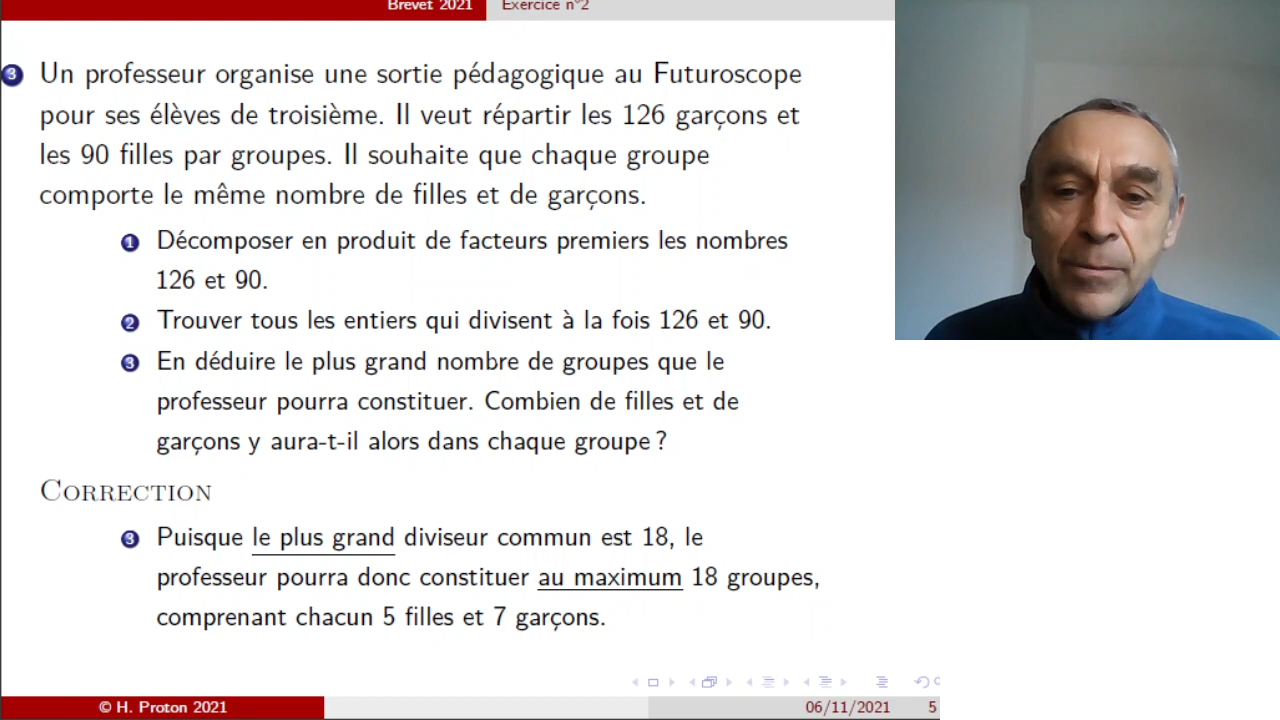 Brevet 2021 Exercice n°2
3 Un professeur organise une sortie pédagogique au Futuroscope
pour ses élèves de troisième. Il veut répartir les 126 garçons et
les 90 filles par groupes. Il souhaite que chaque groupe
comporte le même nombre de filles et de garçons.
1 Décomposer en produit de facteurs premiers les nombres
126 et 90.
2 Trouver tous les entiers qui divisent à la fois 126 et 90.
3 En déduire le plus grand nombre de groupes que le
professeur pourra constituer. Combien de filles et de
garçons y aura-t-il alors dans chaque groupe ?
Correction
3 Puisque le plus grand diviseur commun est 18, le
professeur pourra donc constituer au maximum 18 groupes,
comprenant chacun 5 filles et 7 garçons.
© H. Proton 2021 06/11/2021 5